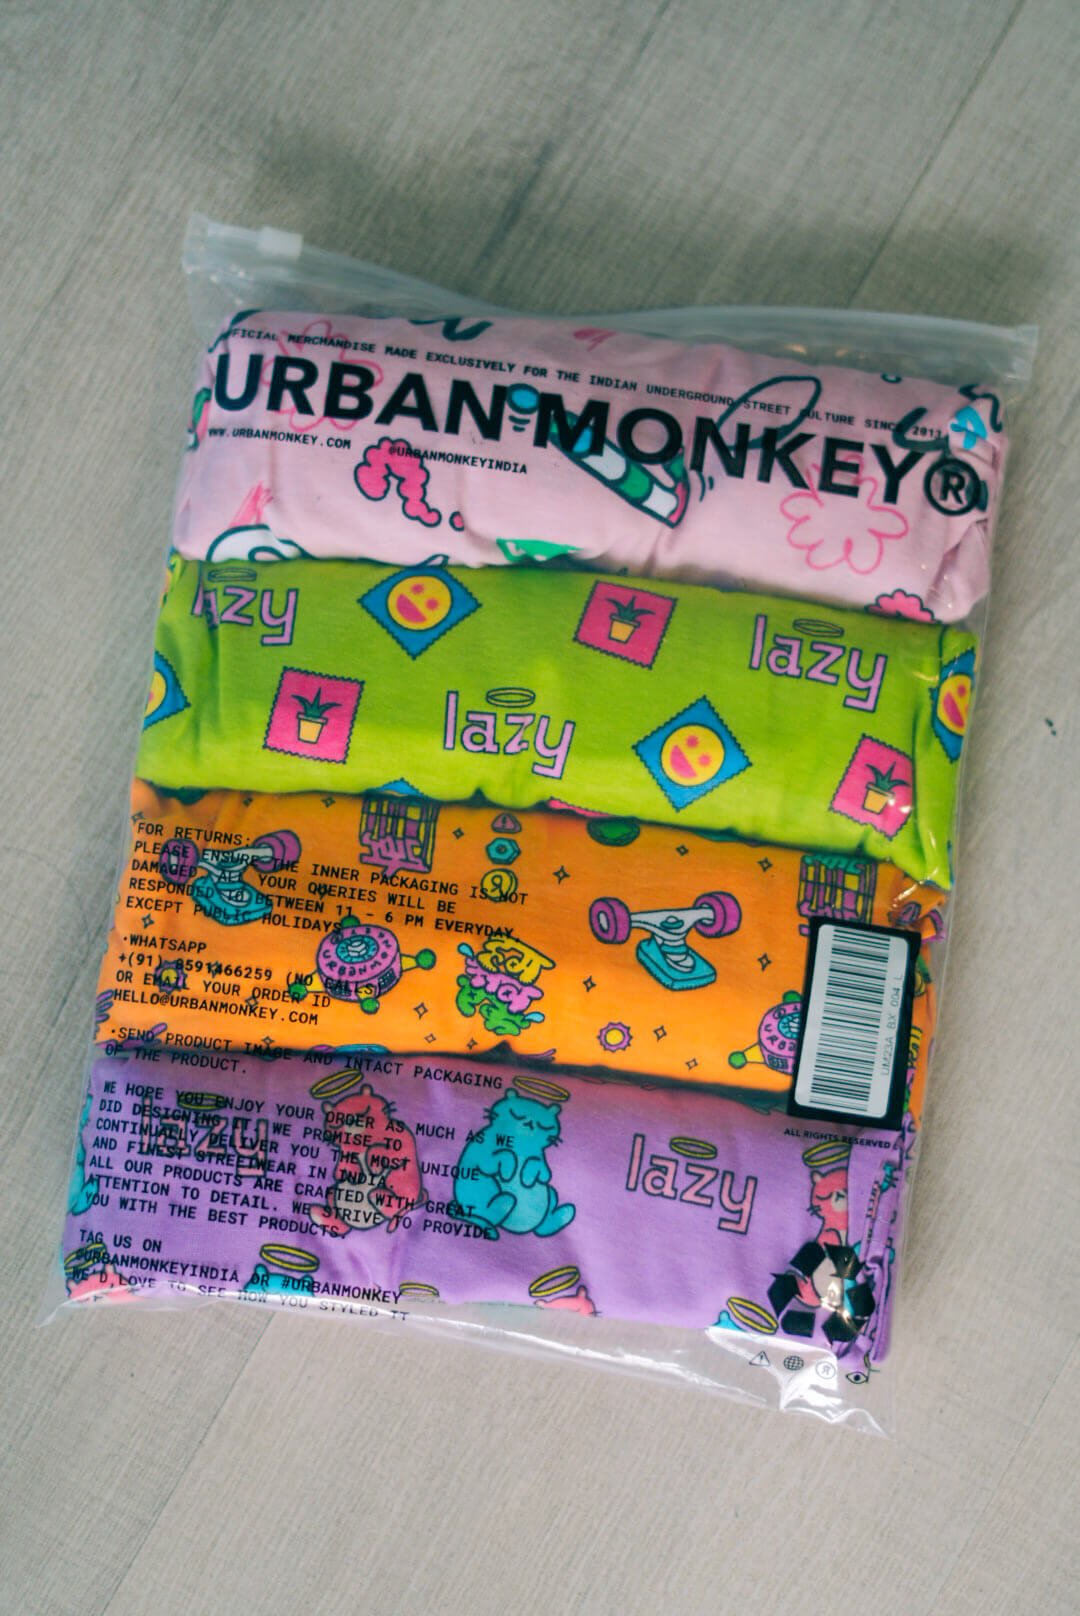 OFFICIAL MERCHANDISE MADE EXCLUSIVELY FOR THE INDIAN UNDERGROUND STREET CULTURE SINCE 2013
URBAN MONKEY®
WWW.URBANMONKEY.COM
@URBANMONKEYINDIA
lazy
lazy
lazy
FOR RETURNS:
PLEASE ENSURE THE INNER PACKAGING IS NOT
DAMAGED. ALL YOUR QUERIES WILL BE
RESPONDED TO BETWEEN 11 - 6 PM EVERYDAY
EXCEPT PUBLIC HOLIDAYS
·WHATSAPP
+(91) 8591466259 (NO CALLS)
OR EMAIL YOUR ORDER ID
HELLO@URBANMONKEY.COM
·SEND PRODUCT IMAGE AND INTACT PACKAGING
OF THE PRODUCT.
UM23A_BX_004_L
ALL RIGHTS RESERVED
WE HOPE YOU ENJOY YOUR ORDER AS MUCH AS WE
DID DESIGNING WE PROMISE TO
CONTINUALLY DELIVER YOU THE MOST UNIQUE
AND FINEST STREETWEAR IN INDIA.
ALL OUR PRODUCTS ARE CRAFTED WITH GREAT
ATTENTION TO DETAIL. WE STRIVE TO PROVIDE
YOU WITH THE BEST PRODUCTS.
lazy
lazy
TAG US ON
@URBANMONKEYINDIA OR #URBANMONKEY
WE'D LOVE TO SEE HOW YOU STYLED IT